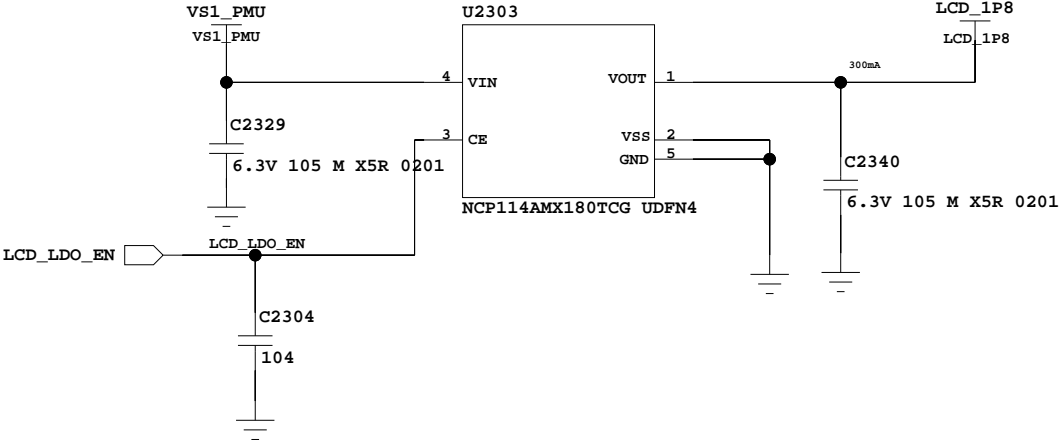 VS1_PMU
VS1_PMU
U2303
LCD_1P8
LCD_1P8
300mA
4 VIN
VOUT 1
C2329
6.3V 105 M X5R 0201
3 CE
VSS 2
GND 5
C2340
6.3V 105 M X5R 0201
NCP114AMX180TCG UDFN4
LCD_LDO_EN
LCD_LDO_EN
C2304
104